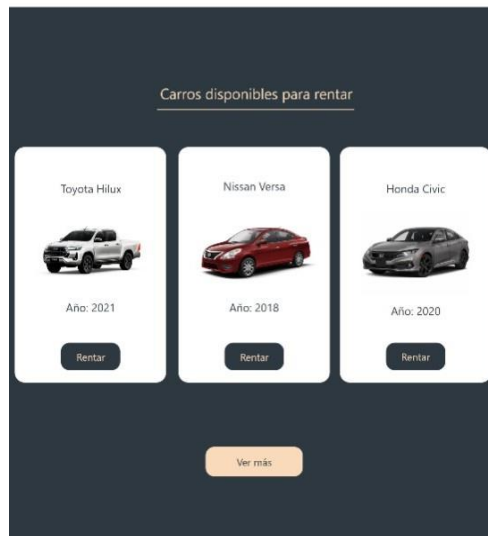 Carros disponibles para rentar
Toyota Hilux
Nissan Versa
Honda Civic
Año: 2021
Año: 2018
Año: 2020
Rentar
Rentar
Rentar
Ver más